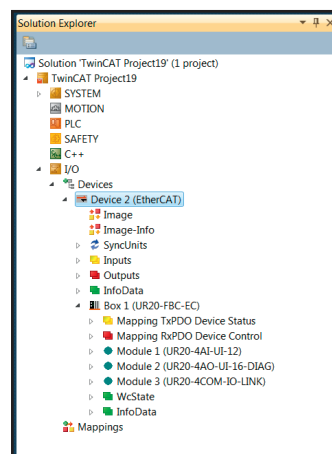 Solution Explorer
Solution 'TwinCAT Project19' (1 project)
TwinCAT Project19
SYSTEM
MOTION
PLC
SAFETY
C++
I/O
Devices
Device 2 (EtherCAT)
Image
Image-Info
SyncUnits
Inputs
Outputs
InfoData
Box 1 (UR20-FBC-EC)
Mapping TxPDO Device Status
Mapping RxPDO Device Control
Module 1 (UR20-4AI-UI-12)
Module 2 (UR20-4AO-UI-16-DIAG)
Module 3 (UR20-4COM-IO-LINK)
WcState
InfoData
Mappings